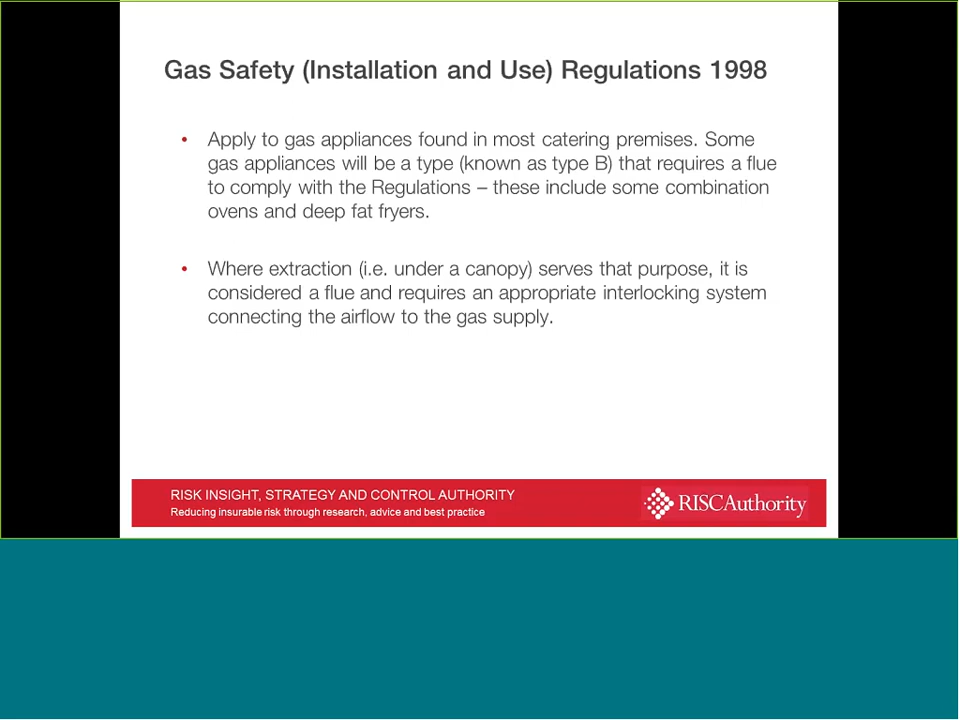 Gas Safety (Installation and Use) Regulations 1998
• Apply to gas appliances found in most catering premises. Some
gas appliances will be a type (known as type B) that requires a flue
to comply with the Regulations – these include some combination
ovens and deep fat fryers.
• Where extraction (i.e. under a canopy) serves that purpose, it is
considered a flue and requires an appropriate interlocking system
connecting the airflow to the gas supply.
RISK INSIGHT, STRATEGY AND CONTROL AUTHORITY
Reducing insurable risk through research, advice and best practice
RISCAuthority